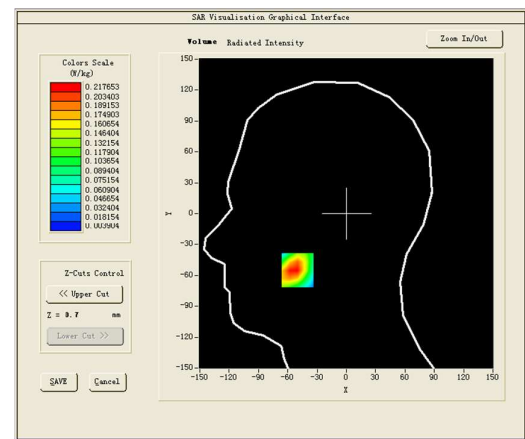 SAR Visualisation Graphical Interface
Volume Radiated Intensity
Zoom In/Out
Colors Scale
(W/kg)
0.217653
0.203403
0.189153
0.174903
0.160654
0.146404
0.132154
0.117904
0.103654
0.089404
0.075154
0.060904
0.046654
0.032404
0.018154
0.003904
Z-Cuts Control
<< Upper Cut
Z = 3.7 mm
Lower Cut >>
SAVE Cancel
150
120
90
60
30
0
-30
-60
-90
-120
-150
Y
-150 -120 -90 -60 -30 0 30 60 90 120 150
X